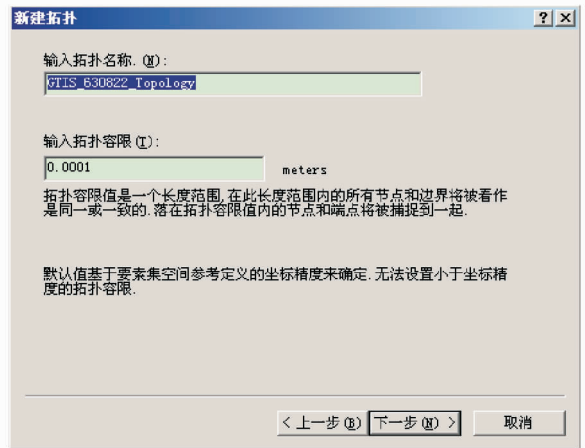 新建拓扑
输入拓扑名称. (N):
GTIS_630822_Topology
输入拓扑容限(T):
0.0001 meters
拓扑容限值是一个长度范围,在此长度范围内的所有节点和边界将被看作
是同一或一致的.落在拓扑容限值内的节点和端点将被捕捉到一起.
默认值基于要素集空间参考定义的坐标精度来确定.无法设置小于坐标精
度的拓扑容限.
< 上一步(B) 下一步(N) > 取消